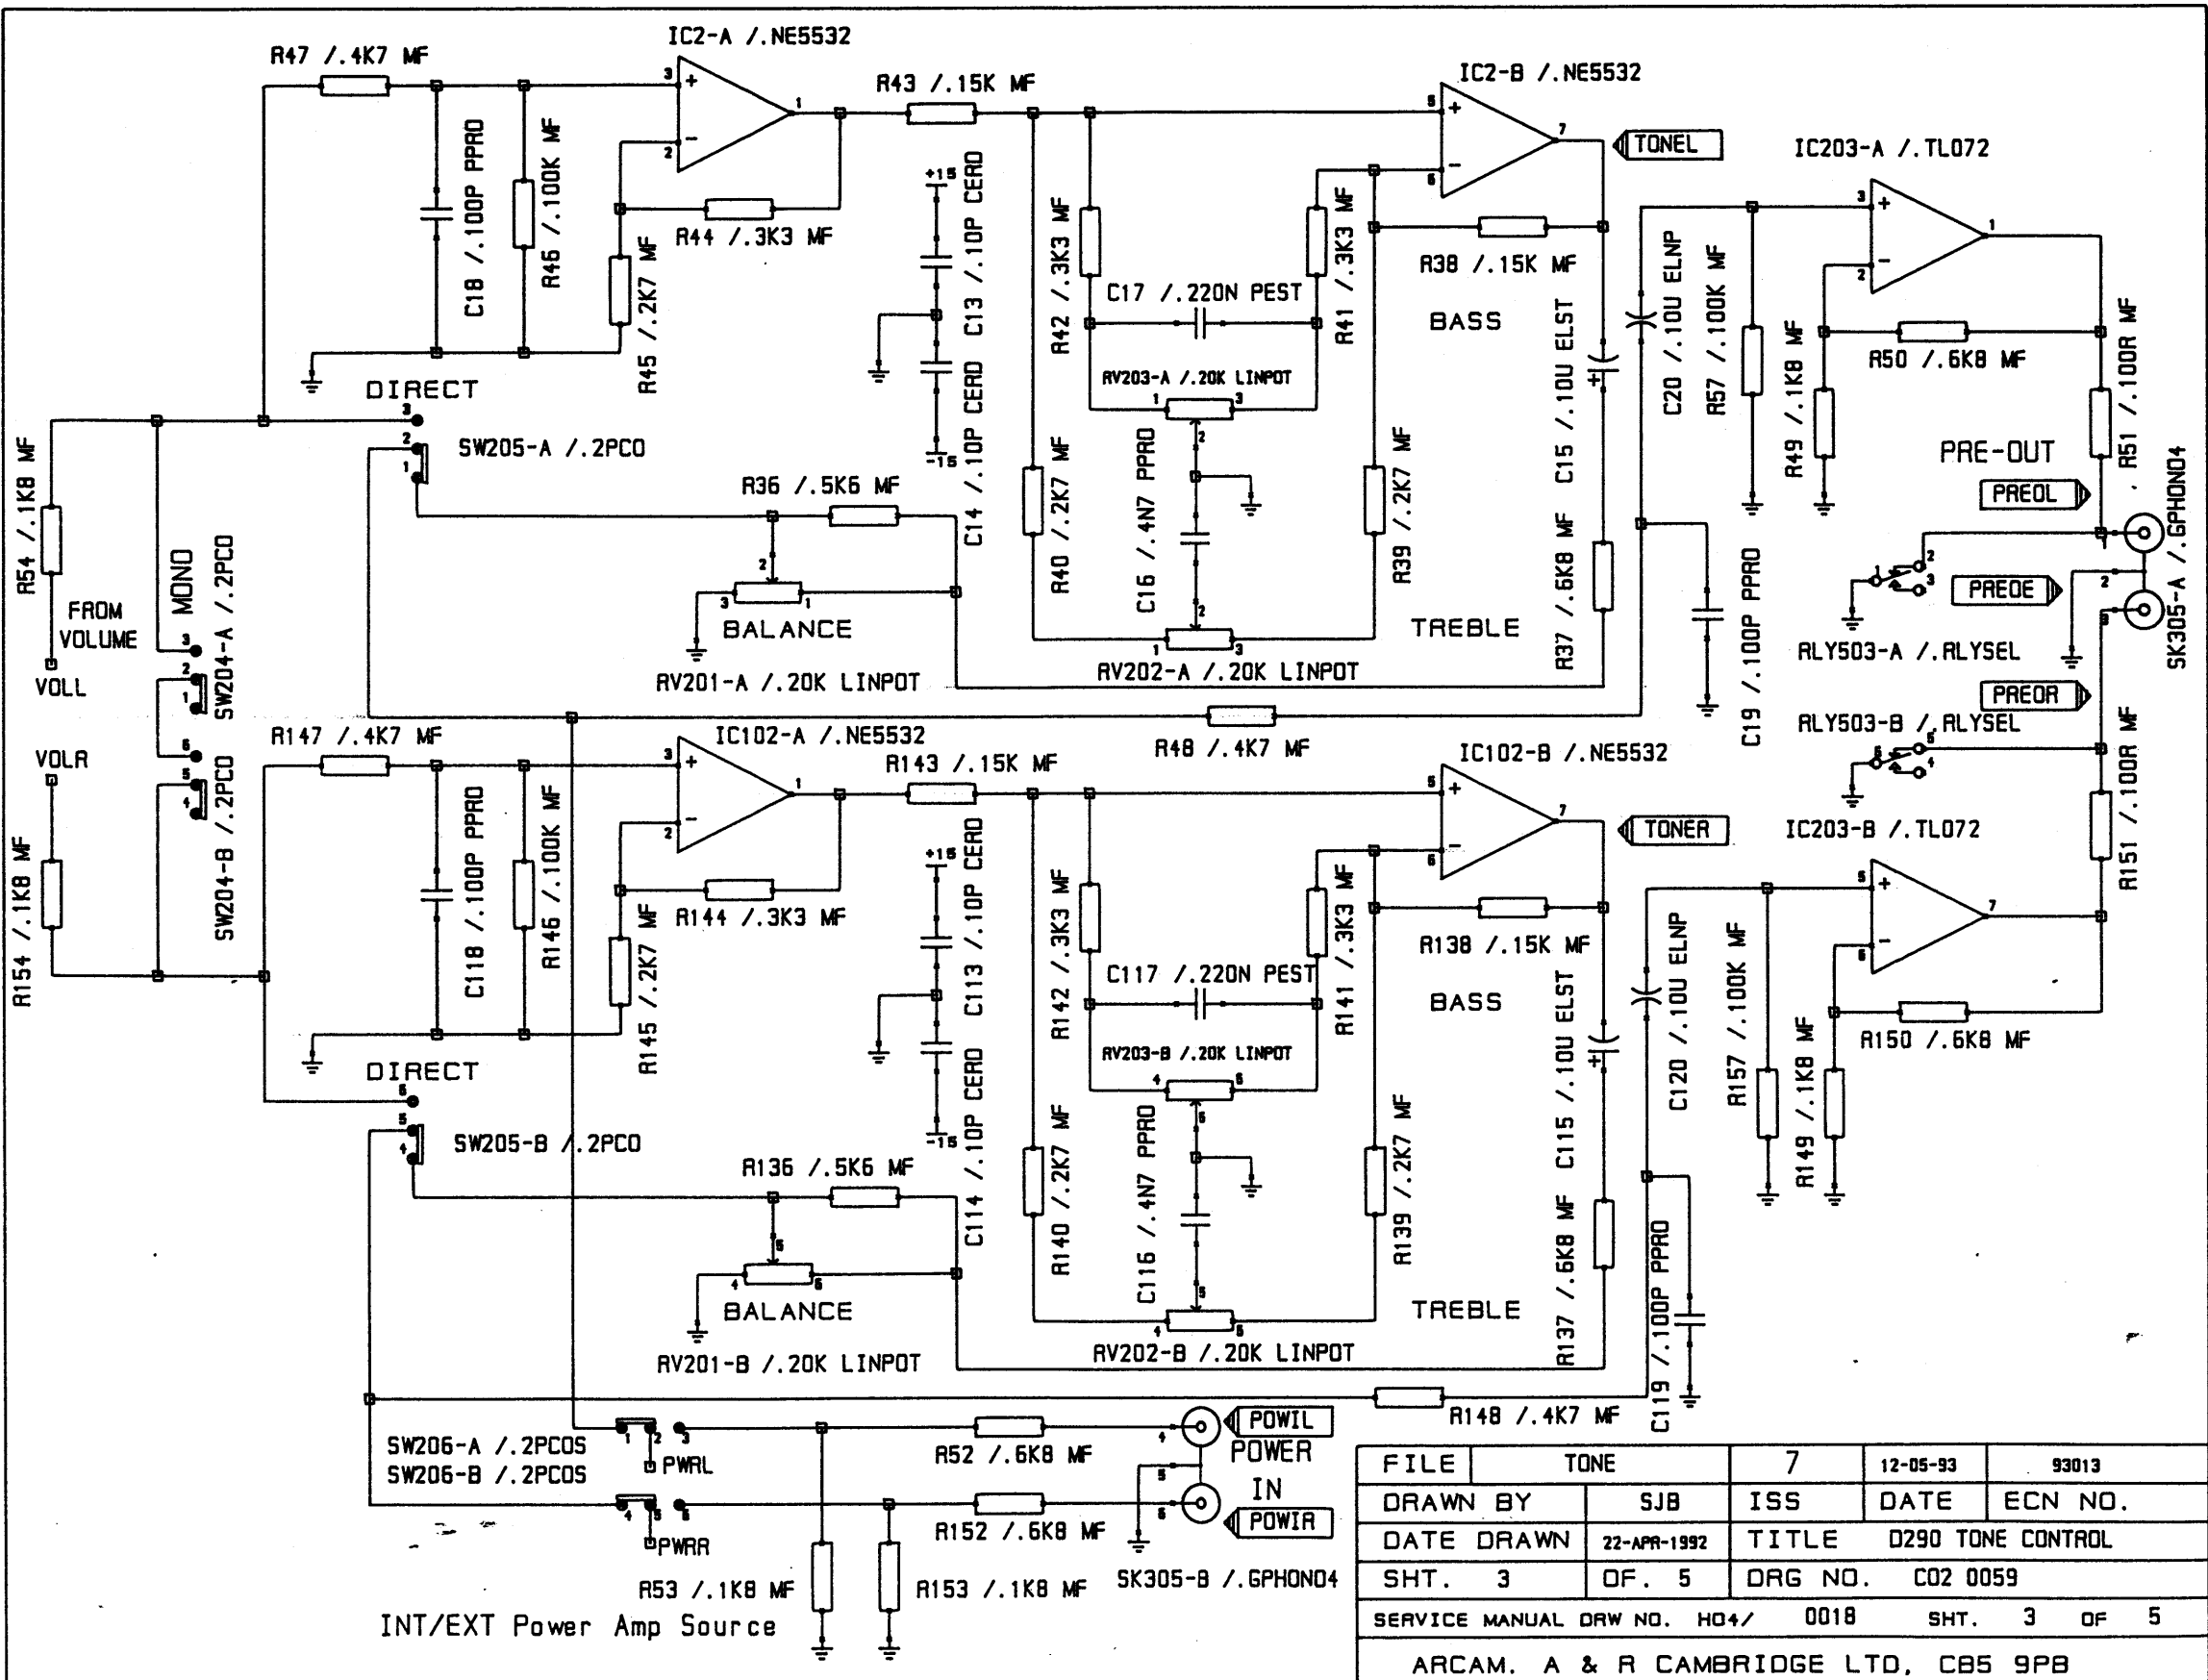 IC2-A /.NE5532
R47 /.4K7 MF
R43 /.15K MF
IC2-B /.NE5532
TONEL
IC203-A /.TL072
C18 /.100P PPRO
R46 /.100K MF
R44 /.3K3 MF
R45 /.2K7 MF
+15
C13 /.10P CERD
C14 /.10P CERD
-15
R42 /.3K3 MF
C17 /.220N PEST
R41 /.3K3 MF
R38 /.15K MF
BASS
RV203-A /.20K LINPOT
C15 /.10U ELST
C20 /.10U ELNP
R57 /.100K MF
R49 /.1K8 MF
R50 /.6K8 MF
R51 /.100R MF
DIRECT
SW205-A /.2PCO
R54 /.1K8 MF
R36 /.5K6 MF
R40 /.2K7 MF
C16 /.4N7 PPRO
R39 /.2K7 MF
R37 /.6K8 MF
PRE-OUT
PREOL
SK305-A /.GPHONO4
MONO
SW204-A /.2PCO
FROM
VOLUME
VOLL
BALANCE
RV201-A /.20K LINPOT
TREBLE
RV202-A /.20K LINPOT
C19 /.100P PPRO
PREOE
RLY503-A /.RLYSEL
PREOR
RLY503-B /.RLYSEL
VOLR
R147 /.4K7 MF
IC102-A /.NE5532
R143 /.15K MF
R48 /.4K7 MF
IC102-B /.NE5532
TONER
IC203-B /.TL072
R151 /.100R MF
SW204-B /.2PCO
R154 /.1K8 MF
C118 /.100P PPRO
R146 /.100K MF
R144 /.3K3 MF
R145 /.2K7 MF
+15
C113 /.10P CERD
C114 /.10P CERD
-15
R142 /.3K3 MF
C117 /.220N PEST
R141 /.3K3 MF
R138 /.15K MF
BASS
RV203-B /.20K LINPOT
C115 /.10U ELST
C120 /.10U ELNP
R157 /.100K MF
R149 /.1K8 MF
R150 /.6K8 MF
DIRECT
SW205-B /.2PCO
R136 /.5K6 MF
R140 /.2K7 MF
C116 /.4N7 PPRO
R139 /.2K7 MF
R137 /.6K8 MF
BALANCE
RV201-B /.20K LINPOT
TREBLE
RV202-B /.20K LINPOT
C119 /.100P PPRO
R148 /.4K7 MF
SW206-A /.2PCOS
SW206-B /.2PCOS
PWRL
PWRR
R52 /.6K8 MF
R152 /.6K8 MF
POWIL
POWER
IN
POWIR
R53 /.1K8 MF
R153 /.1K8 MF
SK305-B /.GPHONO4
INT/EXT Power Amp Source
FILE TONE 7 12-05-93 93013
DRAWN BY SJB ISS DATE ECN NO.
DATE DRAWN 22-APR-1992 TITLE D290 TONE CONTROL
SHT. 3 OF. 5 DRG NO. C02 0059
SERVICE MANUAL DRW NO. HO4/ 0018 SHT. 3 OF 5
ARCAM. A & R CAMBRIDGE LTD, CB5 9PB